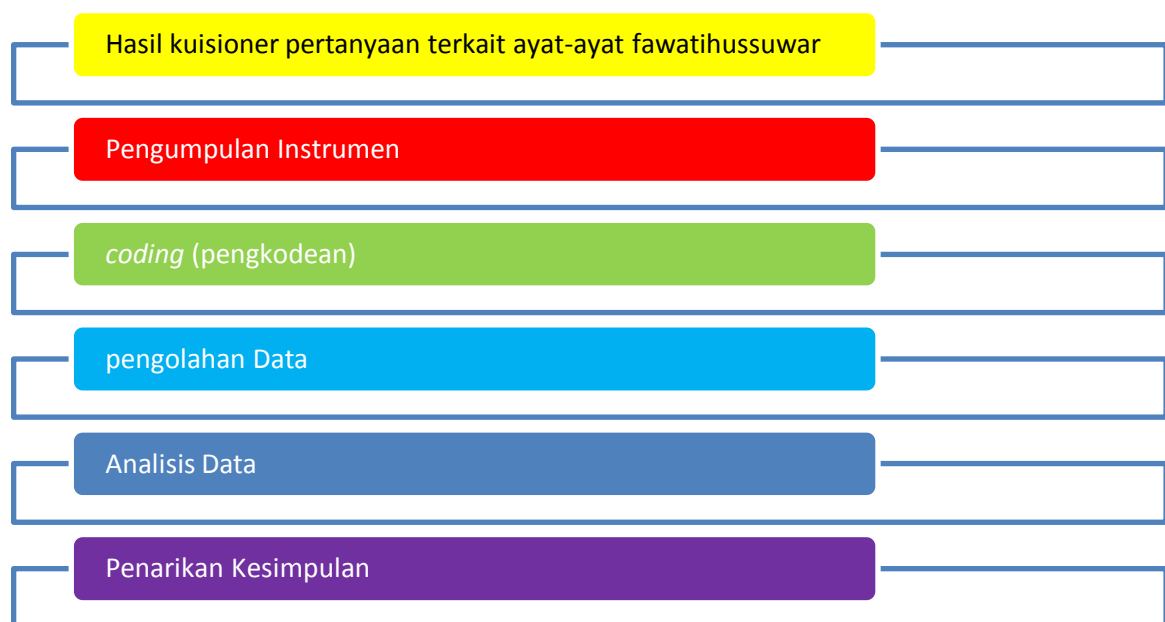 Hasil kuisioner pertanyaan terkait ayat-ayat fawatihussuwar
Pengumpulan Instrumen
coding (pengkodean)
pengolahan Data
Analisis Data
Penarikan Kesimpulan